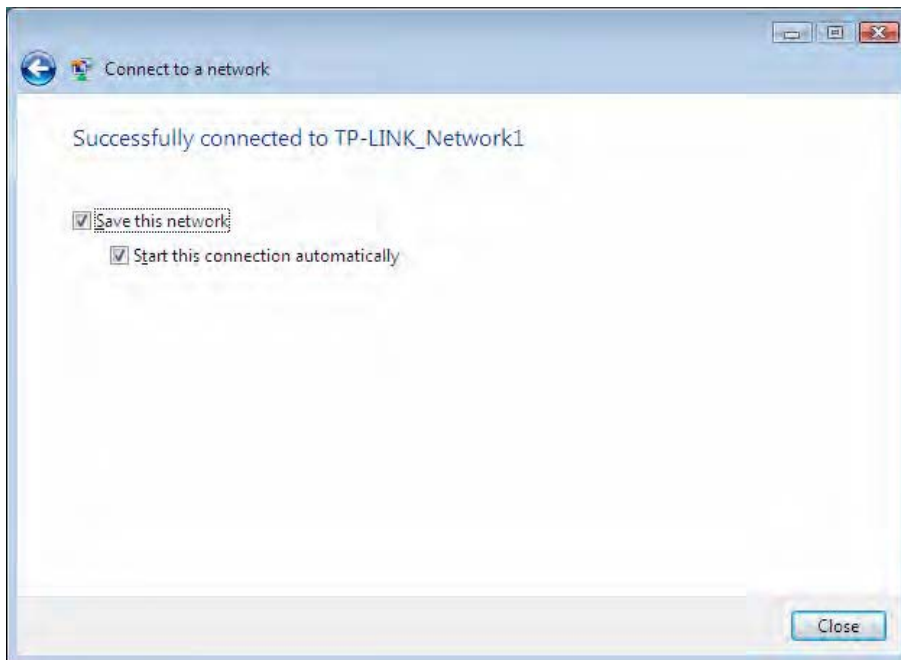 Connect to a network
Successfully connected to TP-LINK_Network1
Save this network
Start this connection automatically
Close